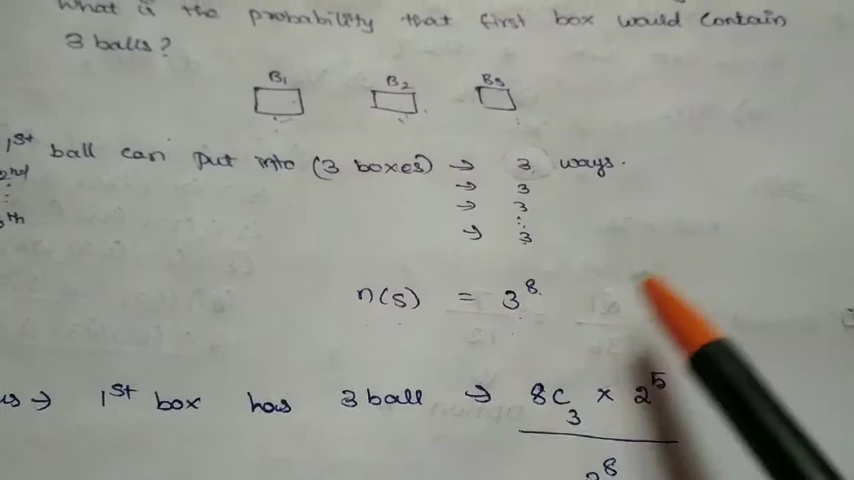 What is the probability that first box would contain
3 balls?
B1 B2 B3
1st ball can put into (3 boxes) → 3 ways.
2nd → 3
: → 3
th → 3
n(s) = 3^8
→ 1st box has 3 ball → 8C3 × 2^5
3^8